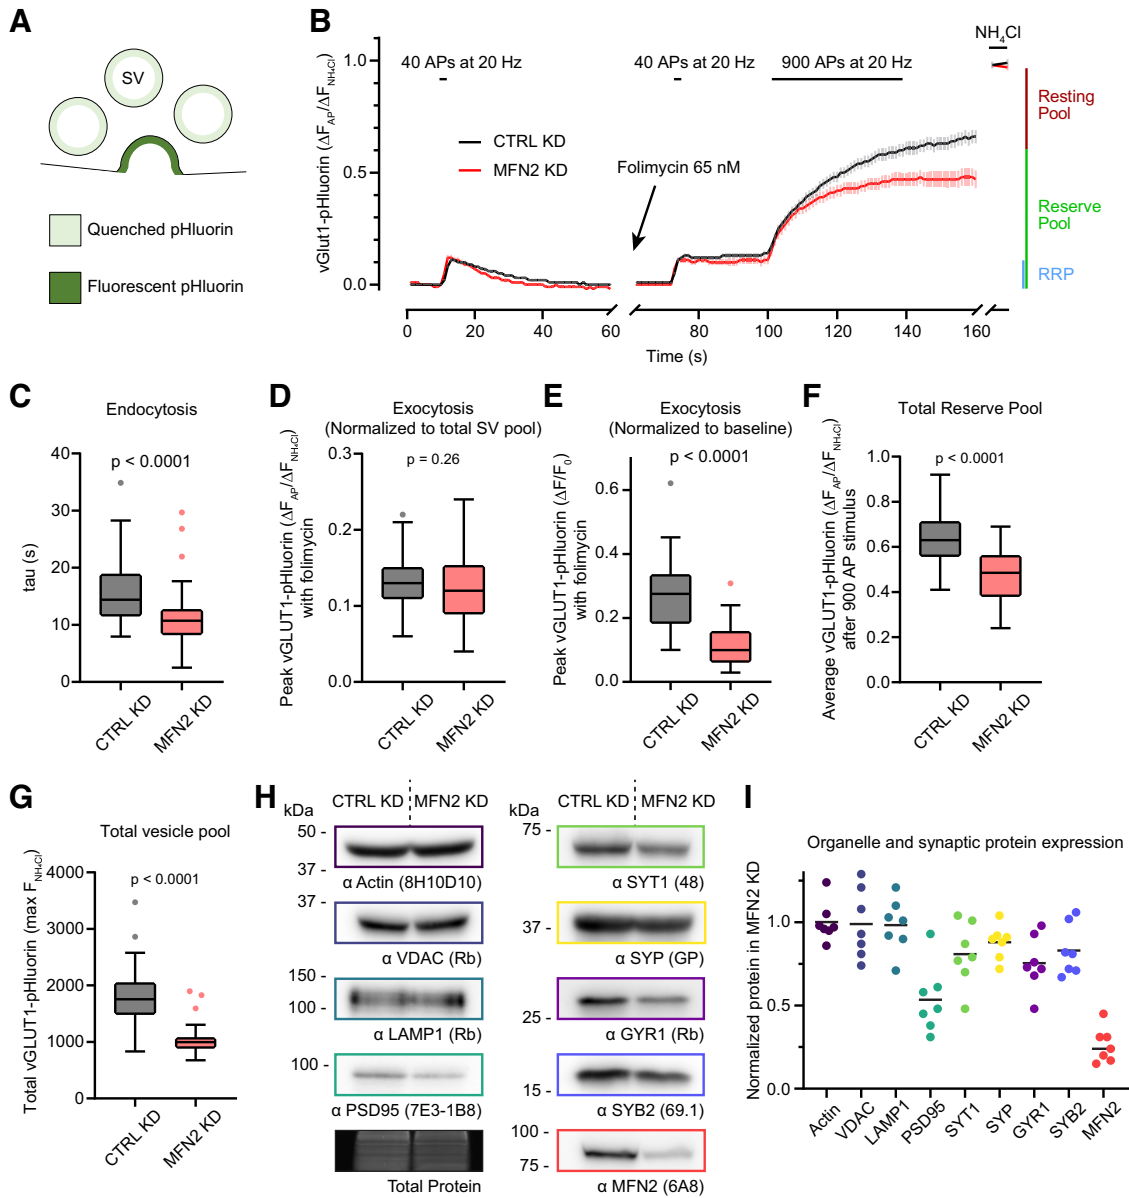 A
SV
Quenched pHluorin
Fluorescent pHluorin
B
vGlut1-pHluorin (ΔF_AP/ΔF_NH₄Cl)
1.0
0.5
0.0
40 APs at 20 Hz
40 APs at 20 Hz
900 APs at 20 Hz
NH₄Cl
CTRL KD
MFN2 KD
Folimycin 65 nM
Resting
Pool
Reserve
Pool
RRP
0 20 40 60 80 100 120 140 160
Time (s)
C
Endocytosis
p < 0.0001
tau (s)
40
30
20
10
0
CTRL KD
MFN2 KD
D
Exocytosis
(Normalized to total SV pool)
p = 0.26
Peak vGLUT1-pHluorin (ΔF_AP/ΔF_NH₄Cl)
with folimycin
0.3
0.2
0.1
0.0
CTRL KD
MFN2 KD
E
Exocytosis
(Normalized to baseline)
p < 0.0001
Peak vGLUT1-pHluorin (ΔF/F₀)
with folimycin
0.6
0.4
0.2
0.0
CTRL KD
MFN2 KD
F
Total Reserve Pool
p < 0.0001
Average vGLUT1-pHluorin (ΔF_AP/ΔF_NH₄Cl)
after 900 AP stimulus
1.0
0.8
0.6
0.4
0.2
0.0
CTRL KD
MFN2 KD
G
Total vesicle pool
p < 0.0001
Total vGLUT1-pHluorin (max F_NH₄Cl)
4000
3000
2000
1000
0
CTRL KD
MFN2 KD
H
kDa
CTRL KD MFN2 KD
50 -
37 -
α Actin (8H10D10)
37 -
α VDAC (Rb)
150 -
100 -
α LAMP1 (Rb)
100 -
α PSD95 (7E3-1B8)
Total Protein
kDa
CTRL KD MFN2 KD
75 -
α SYT1 (48)
37 -
α SYP (GP)
25 -
α GYR1 (Rb)
15 -
α SYB2 (69.1)
100 -
75 -
α MFN2 (6A8)
I
Organelle and synaptic protein expression
Normalized protein in MFN2 KD
1.0
0.5
0.0
Actin
VDAC
LAMP1
PSD95
SYT1
SYP
GYR1
SYB2
MFN2